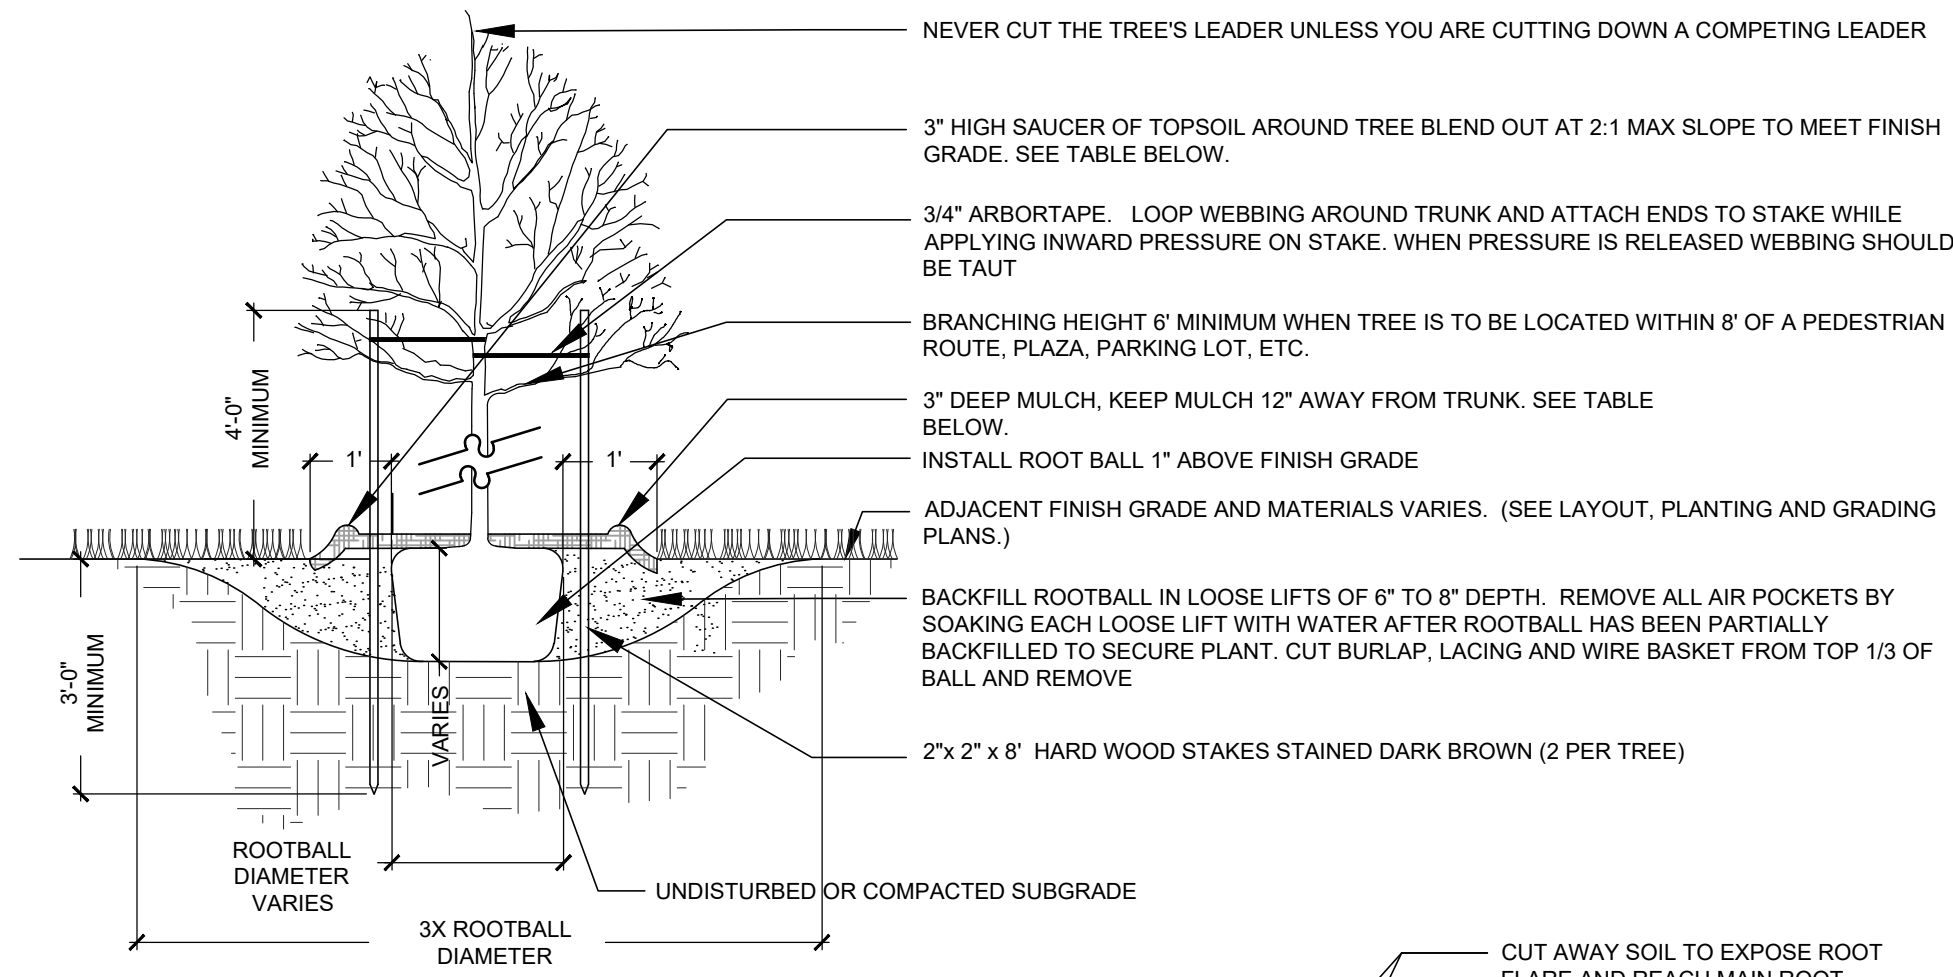 NEVER CUT THE TREE'S LEADER UNLESS YOU ARE CUTTING DOWN A COMPETING LEADER
3" HIGH SAUCER OF TOPSOIL AROUND TREE BLEND OUT AT 2:1 MAX SLOPE TO MEET FINISH
GRADE. SEE TABLE BELOW.
3/4" ARBORTAPE. LOOP WEBBING AROUND TRUNK AND ATTACH ENDS TO STAKE WHILE
APPLYING INWARD PRESSURE ON STAKE. WHEN PRESSURE IS RELEASED WEBBING SHOULD
BE TAUT
BRANCHING HEIGHT 6' MINIMUM WHEN TREE IS TO BE LOCATED WITHIN 8' OF A PEDESTRIAN
ROUTE, PLAZA, PARKING LOT, ETC.
3" DEEP MULCH, KEEP MULCH 12" AWAY FROM TRUNK. SEE TABLE
BELOW.
INSTALL ROOT BALL 1" ABOVE FINISH GRADE
ADJACENT FINISH GRADE AND MATERIALS VARIES. (SEE LAYOUT, PLANTING AND GRADING
PLANS.)
BACKFILL ROOTBALL IN LOOSE LIFTS OF 6" TO 8" DEPTH. REMOVE ALL AIR POCKETS BY
SOAKING EACH LOOSE LIFT WITH WATER AFTER ROOTBALL HAS BEEN PARTIALLY
BACKFILLED TO SECURE PLANT. CUT BURLAP, LACING AND WIRE BASKET FROM TOP 1/3 OF
BALL AND REMOVE
2"x 2" x 8' HARD WOOD STAKES STAINED DARK BROWN (2 PER TREE)
4'-0"
MINIMUM
1'
1'
3'-0"
MINIMUM
VARIES
ROOTBALL
DIAMETER
VARIES
UNDISTURBED OR COMPACTED SUBGRADE
3X ROOTBALL
DIAMETER
CUT AWAY SOIL TO EXPOSE ROOT
FLARE AND REACH MAIN ROOT